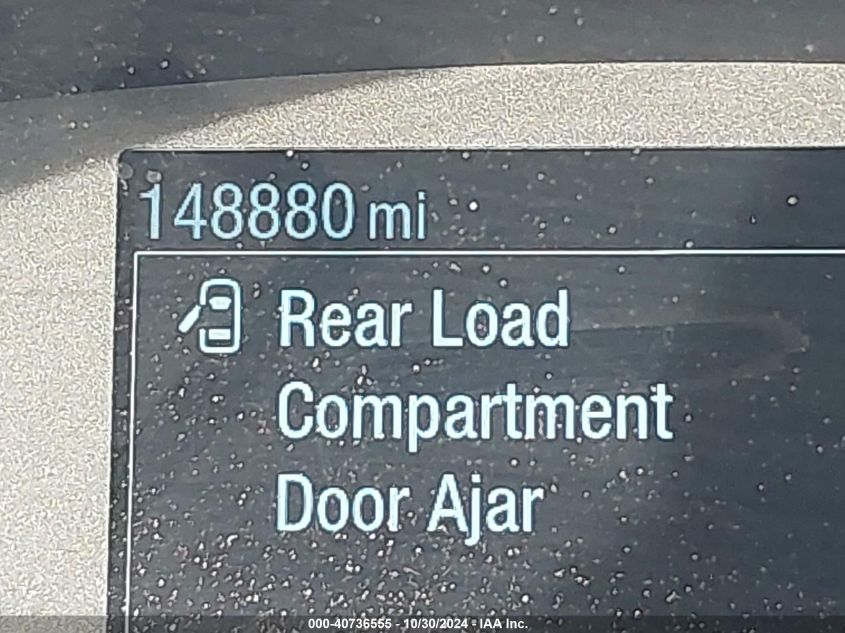 148880 mi
Rear Load
Compartment
Door Ajar
000-40736555 - 10/30/2024 - IAA Inc.